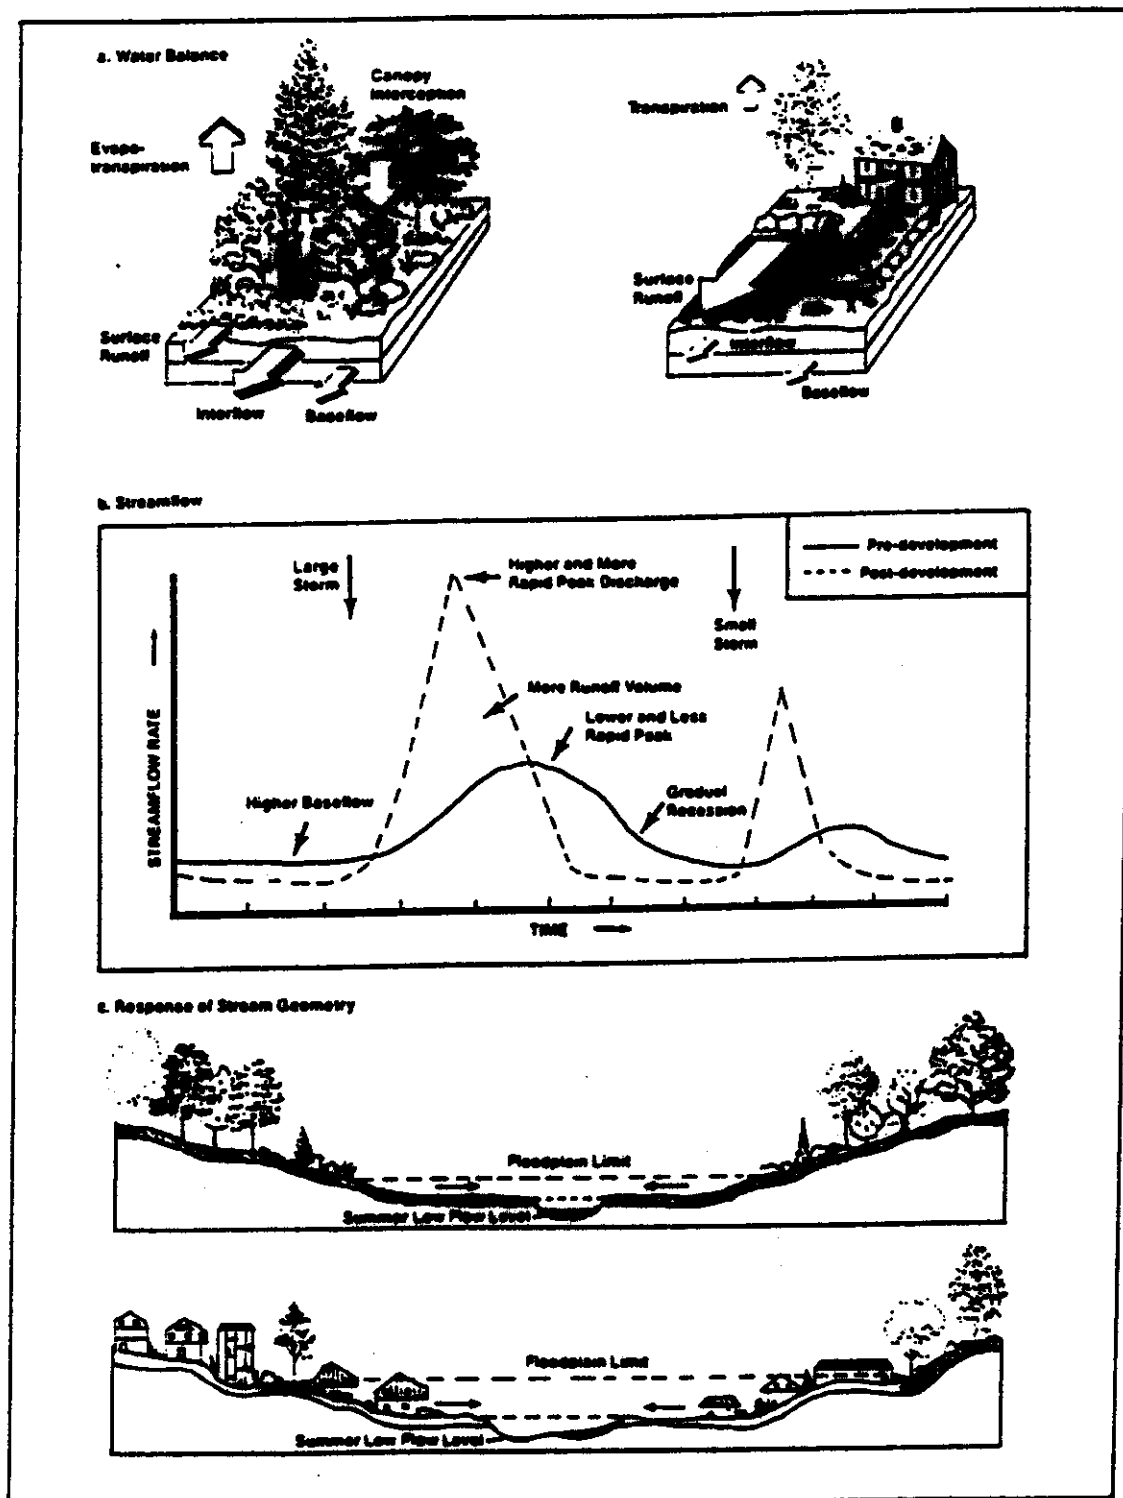 a. Water Balance
Canopy
Interception
Evapo-
transpiration
Surface
Runoff
Interflow
Baseflow
Transpiration
Surface
Runoff
Interflow
Baseflow
b. Streamflow
Large
Storm
Higher and More
Rapid Peak Discharge
Pre-development
Post-development
Small
Storm
More Runoff Volume
Lower and Less
Rapid Peak
Higher Baseflow
Gradual
Recession
STREAMFLOW RATE
TIME
c. Response of Stream Geometry
Floodplain Limit
Summer Low Flow Level
Floodplain Limit
Summer Low Flow Level